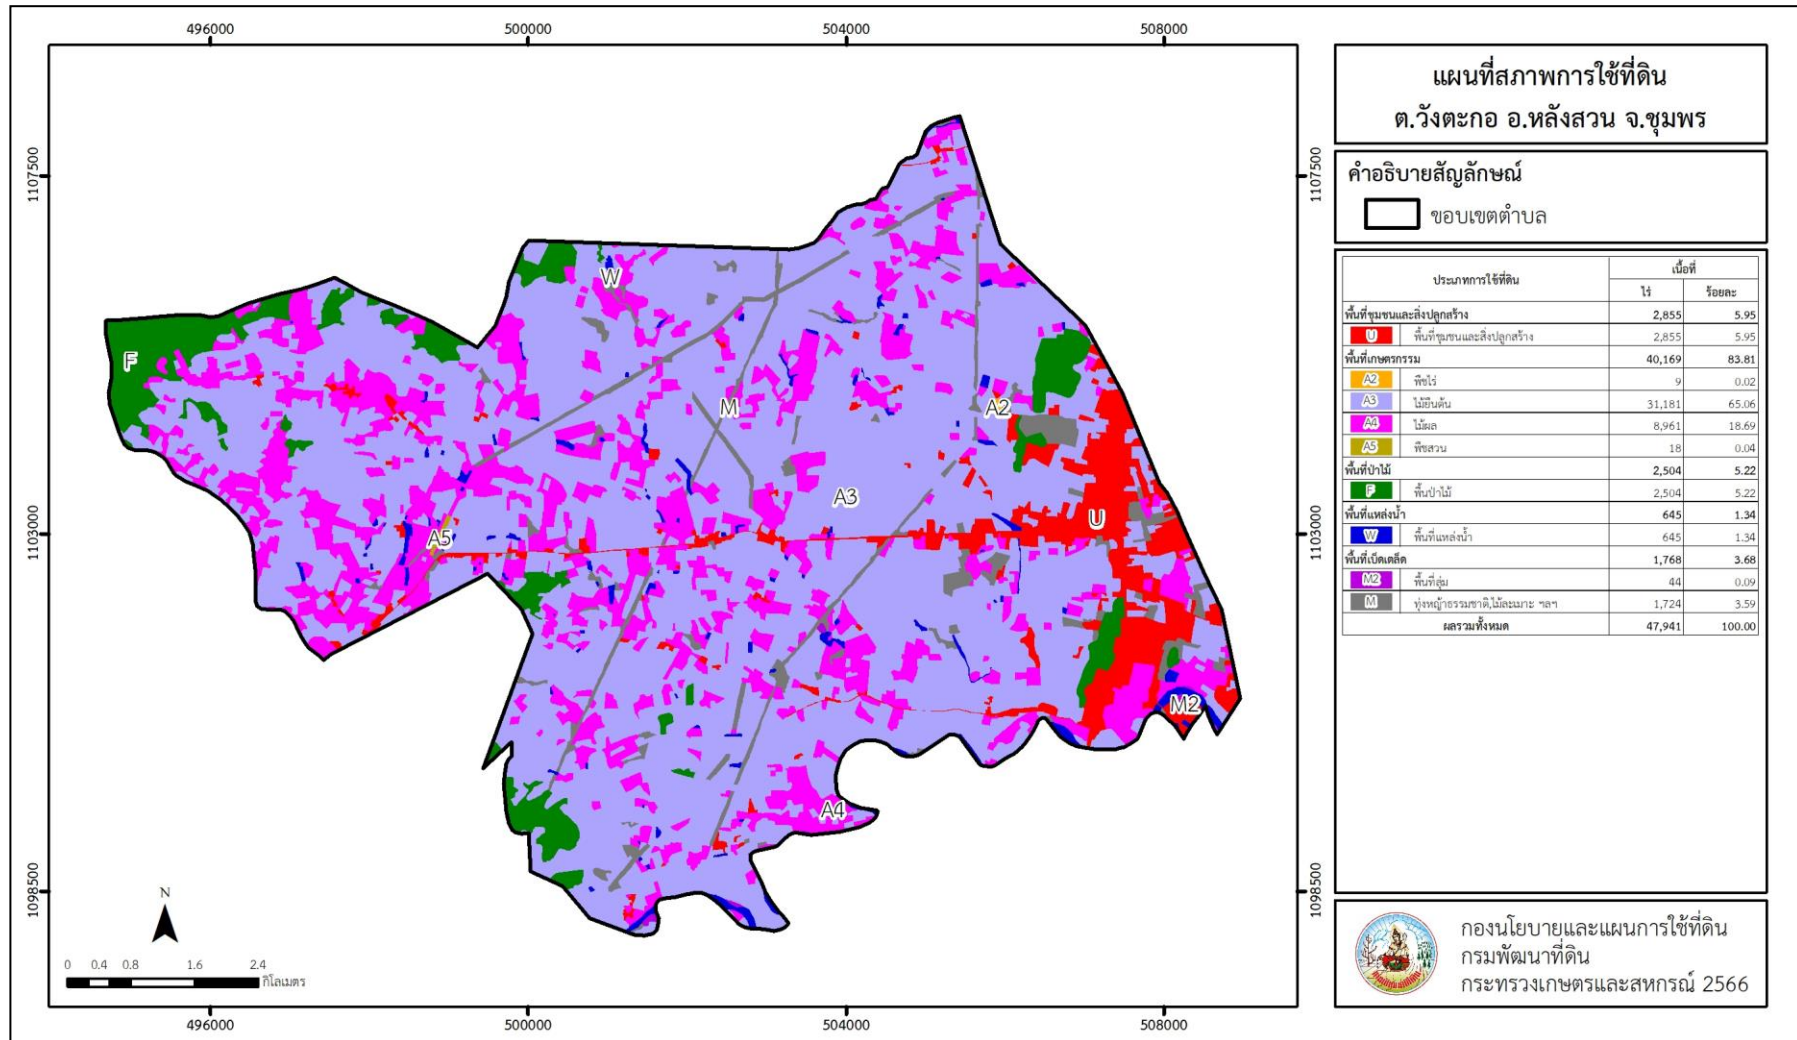 496000 500000 504000 508000
1107500 1107500
1103000 1103000
1098500 1098500
F
W
M
A2
A3
A5
U
M2
A4
N
0 0.4 0.8 1.6 2.4
กิโลเมตร
496000 500000 504000 508000
แผนที่สภาพการใช้ที่ดิน
ต.วังตะกอ อ.หลังสวน จ.ชุมพร
คำอธิบายสัญลักษณ์
ขอบเขตตำบล
ประเภทการใช้ที่ดิน เนื้อที่
ไร่ ร้อยละ
พื้นที่ชุมชนและสิ่งปลูกสร้าง 2,855 5.95
U พื้นที่ชุมชนและสิ่งปลูกสร้าง 2,855 5.95
พื้นที่เกษตรกรรม 40,169 83.81
A2 พืชไร่ 9 0.02
A3 ไม้ยืนต้น 31,181 65.06
A4 ไม้ผล 8,961 18.69
A5 พืชสวน 18 0.04
พื้นที่ป่าไม้ 2,504 5.22
F พื้นป่าไม้ 2,504 5.22
พื้นที่แหล่งน้ำ 645 1.34
W พื้นที่แหล่งน้ำ 645 1.34
พื้นที่เบ็ดเตล็ด 1,768 3.68
M2 พื้นที่ลุ่ม 44 0.09
M ทุ่งหญ้าธรรมชาติ,ไม้ละเมาะ ฯลฯ 1,724 3.59
ผลรวมทั้งหมด 47,941 100.00
กองนโยบายและแผนการใช้ที่ดิน
กรมพัฒนาที่ดิน
กระทรวงเกษตรและสหกรณ์ 2566